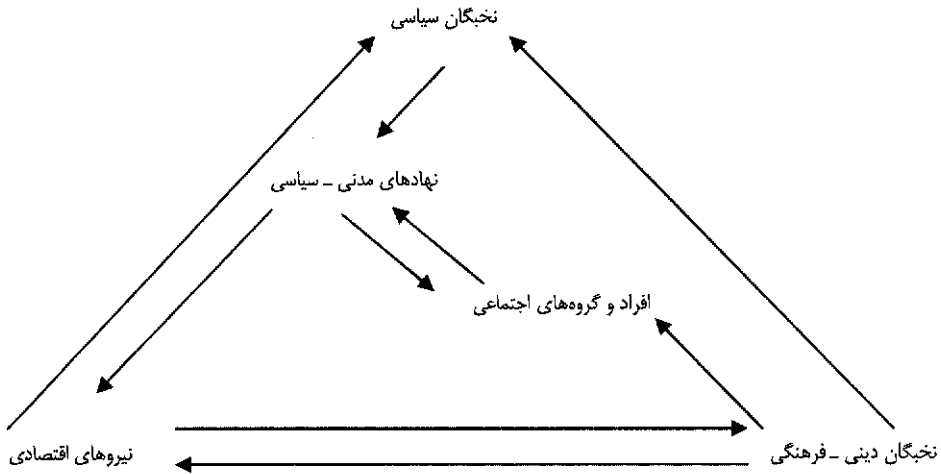 نخبگان سیاسی
نهادهای مدنی ـ سیاسی
افراد و گروه‌های اجتماعی
نخبگان دینی ـ فرهنگی
نیروهای اقتصادی